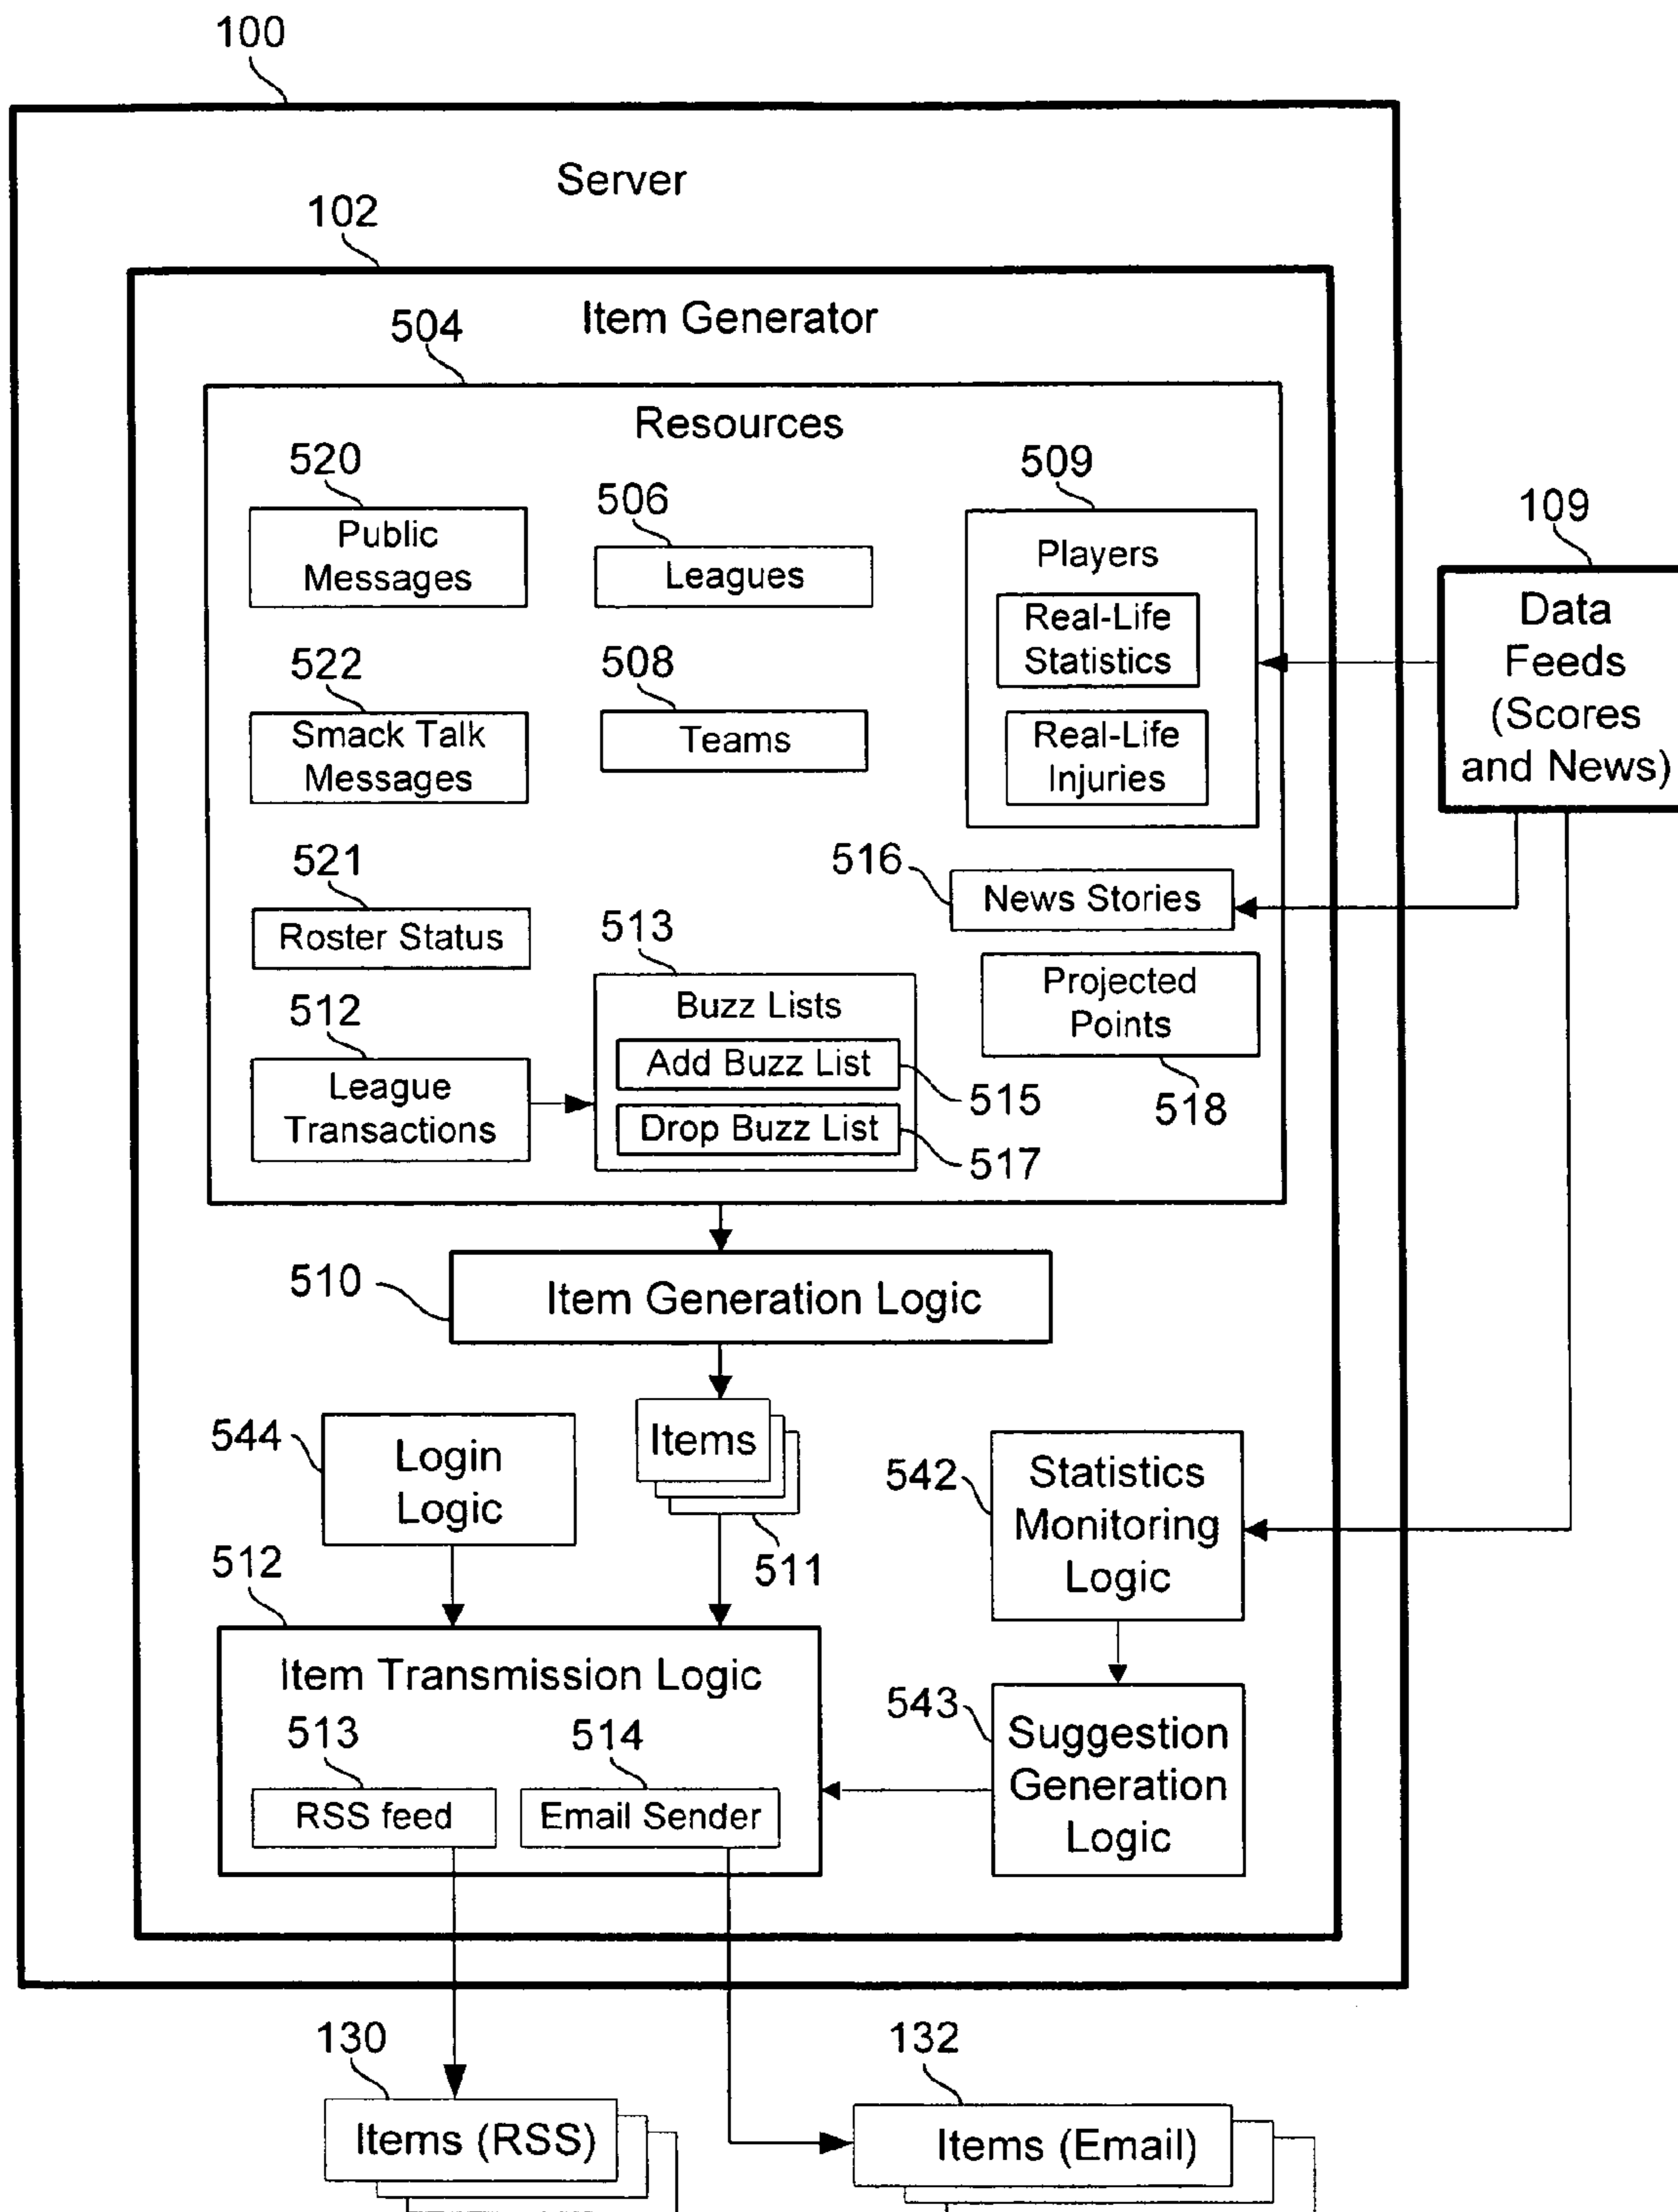 100
Server
102
Item Generator
504
Resources
520
Public
Messages
506
Leagues
509
Players
Real-Life
Statistics
Real-Life
Injuries
109
Data
Feeds
(Scores
and News)
522
Smack Talk
Messages
508
Teams
521
Roster Status
516
News Stories
513
Buzz Lists
Add Buzz List
515
Drop Buzz List
517
Projected
Points
518
512
League
Transactions
510
Item Generation Logic
544
Login
Logic
Items
511
542
Statistics
Monitoring
Logic
512
Item Transmission Logic
513
RSS feed
514
Email Sender
543
Suggestion
Generation
Logic
130
Items (RSS)
132
Items (Email)